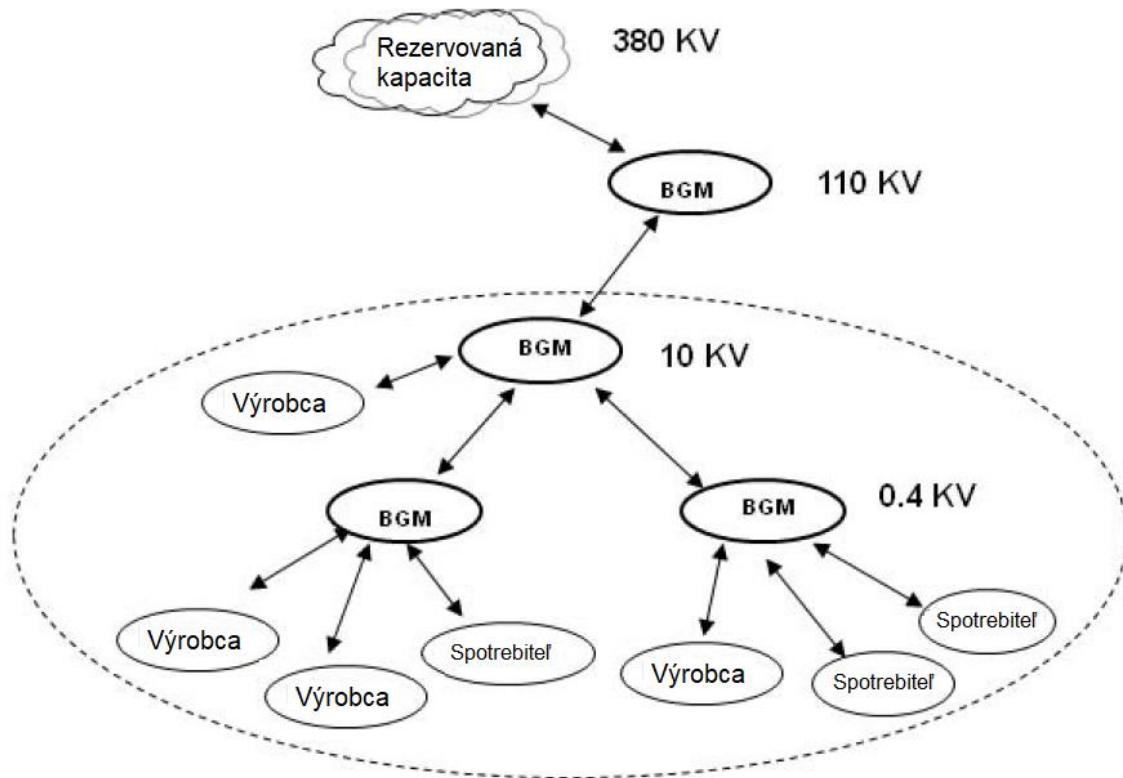 Rezervovaná
kapacita
380 KV
BGM
110 KV
BGM
10 KV
Výrobca
BGM
BGM
0.4 KV
Výrobca
Výrobca
Spotrebiteľ
Výrobca
Spotrebiteľ
Spotrebiteľ